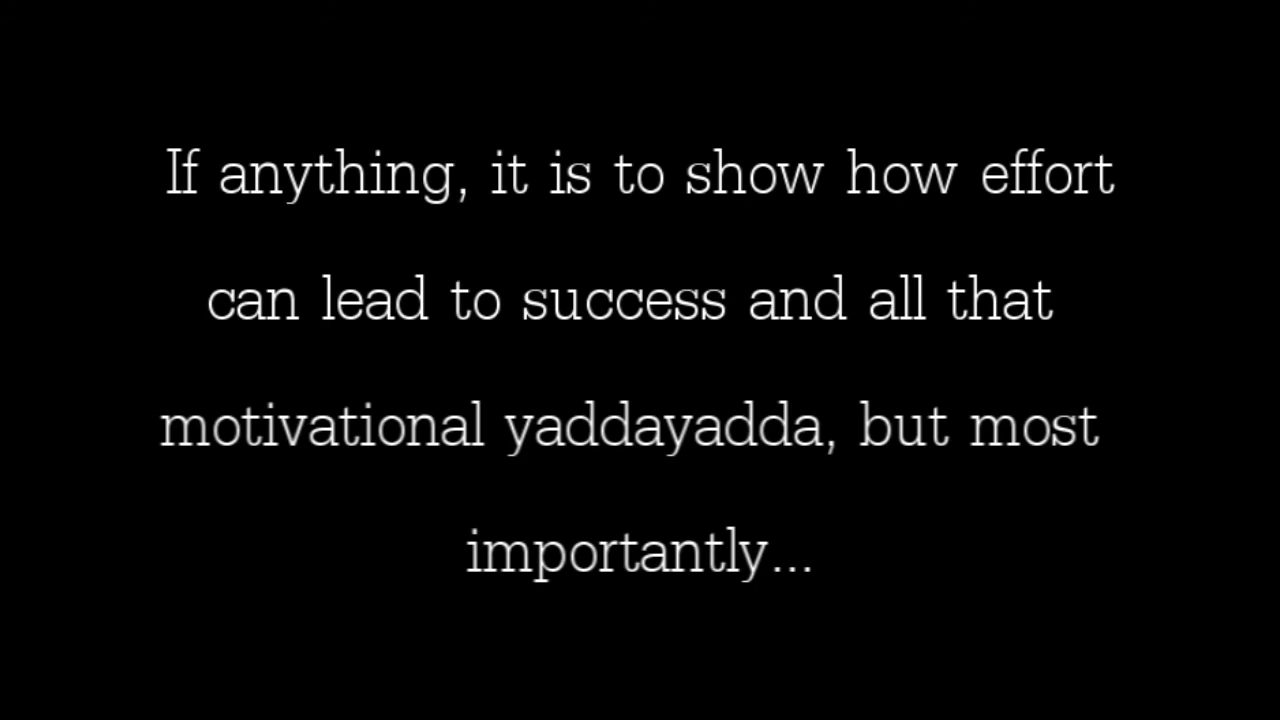 If anything, it is to show how effort
can lead to success and all that
motivational yaddayadda, but most
importantly...